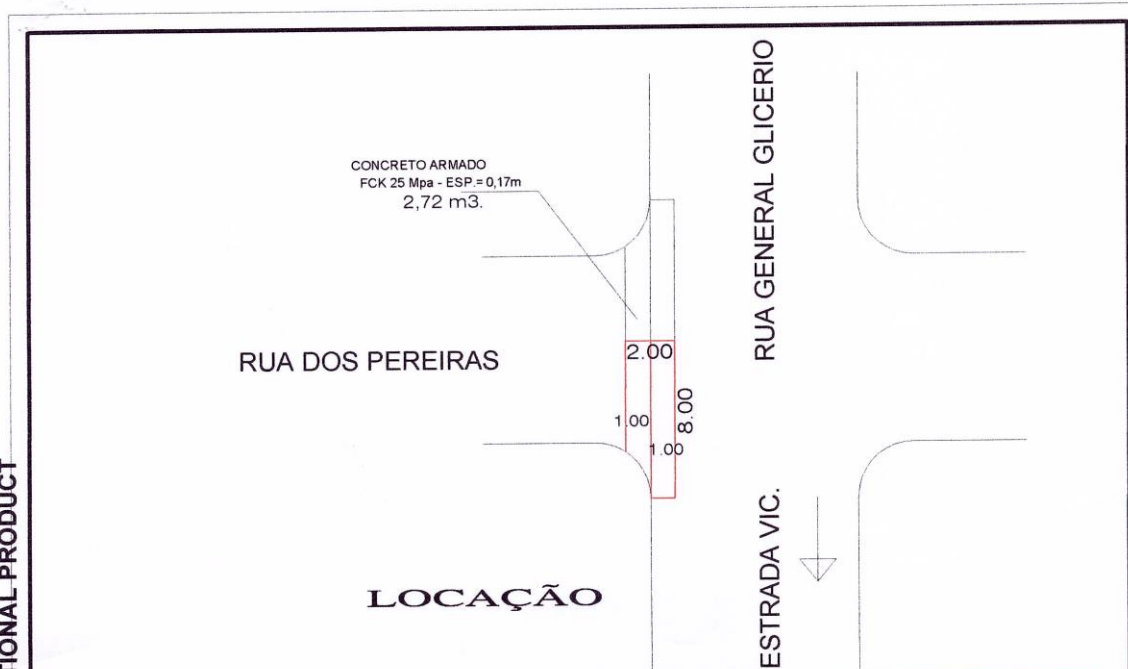 CONCRETO ARMADO
FCK 25 Mpa - ESP.= 0,17m
2,72 m3.
RUA GENERAL GLICERIO
RUA DOS PEREIRAS
2.00
1.00
8.00
1.00
LOCAÇÃO
ESTRADA VIC.
TIONAL PRODUCT